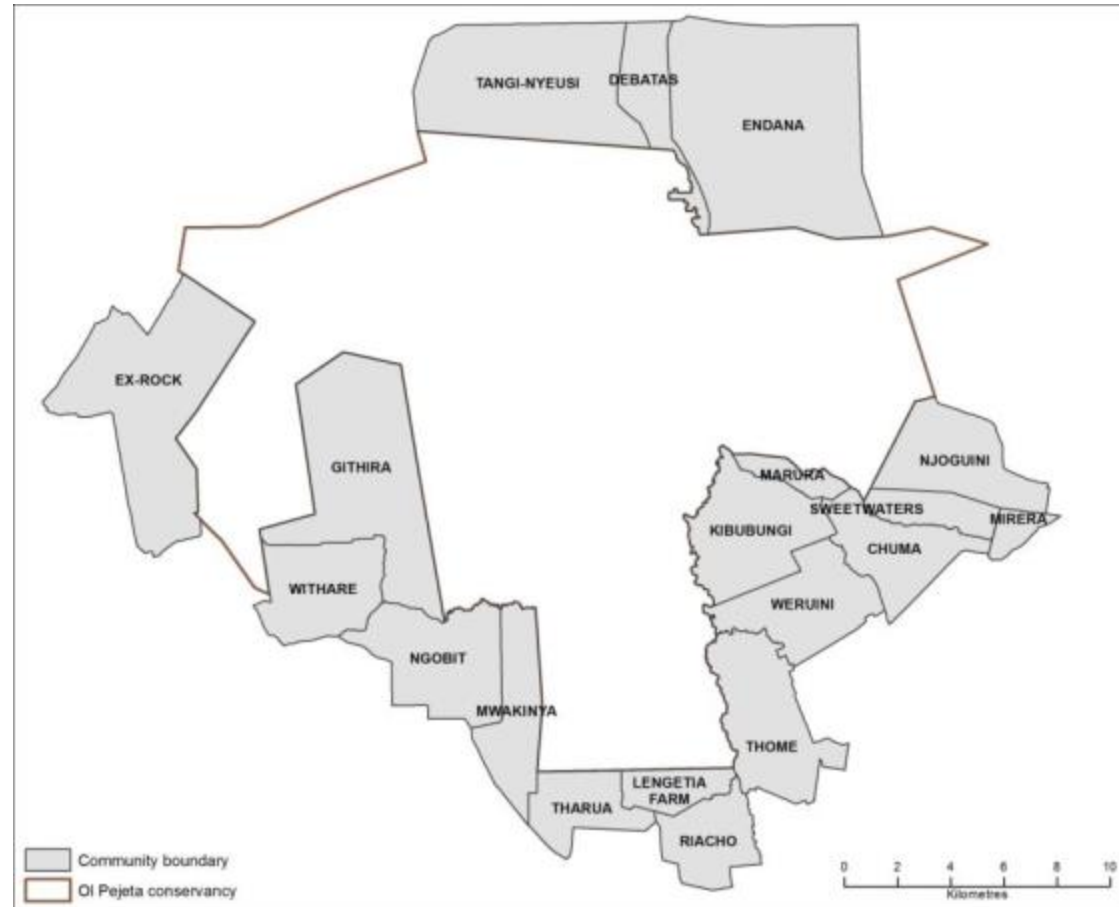 TANGI-NYEUSI
DEBATAS
ENDANA
EX-ROCK
GITHIRA
NJOGUINI
MARURA
SWEETWATERS
MIRERA
KIBUBUNGI
CHUMA
WITHARE
WERUINI
NGOBIT
MWAKINYA
THOME
LENGETIA
FARM
THARUA
RIACHO
Community boundary
Ol Pejeta conservancy
0 2 4 6 8 10
Kilometres